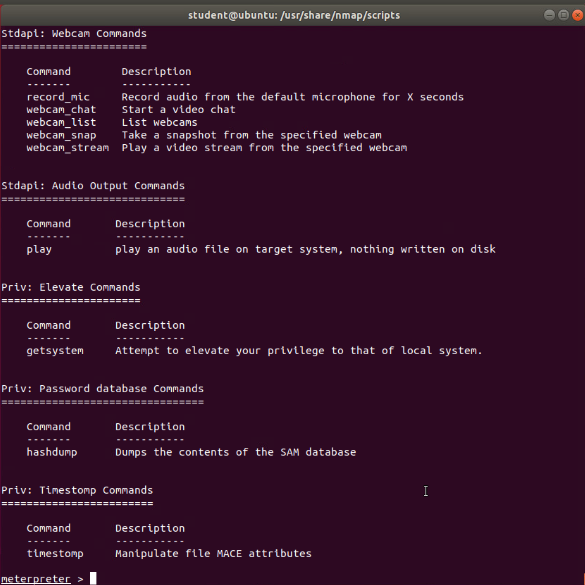 student@ubuntu: /usr/share/nmap/scripts
Stdapi: Webcam Commands
=======================
Command Description
------- -----------
record_mic Record audio from the default microphone for X seconds
webcam_chat Start a video chat
webcam_list List webcams
webcam_snap Take a snapshot from the specified webcam
webcam_stream Play a video stream from the specified webcam
Stdapi: Audio Output Commands
=============================
Command Description
------- -----------
play play an audio file on target system, nothing written on disk
Priv: Elevate Commands
======================
Command Description
------- -----------
getsystem Attempt to elevate your privilege to that of local system.
Priv: Password database Commands
================================
Command Description
------- -----------
hashdump Dumps the contents of the SAM database
Priv: Timestomp Commands
========================
Command Description
------- -----------
timestomp Manipulate file MACE attributes
meterpreter >